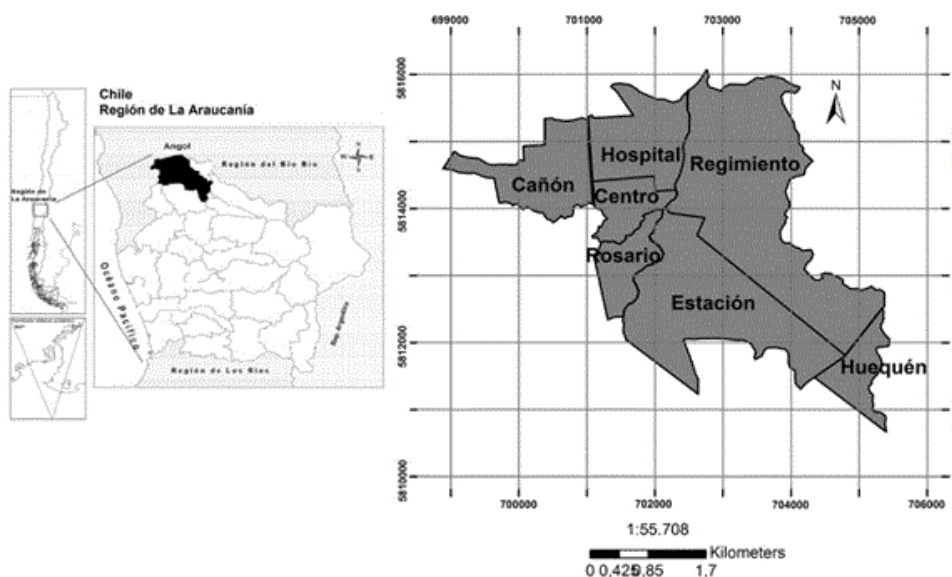 Chile
Región de La Araucanía
Angol
Región del Bío Bío
Región de
La Araucanía
Océano Pacífico
Rep. Argentina
Región de Los Ríos
699000 701000 703000 705000
5816000
5814000
5812000
5810000
N
Hospital
Regimiento
Cañón
Centro
Rosario
Estación
Huequén
700000 702000 704000 706000
1:55.708
Kilometers
0 0,425 0,85 1.7